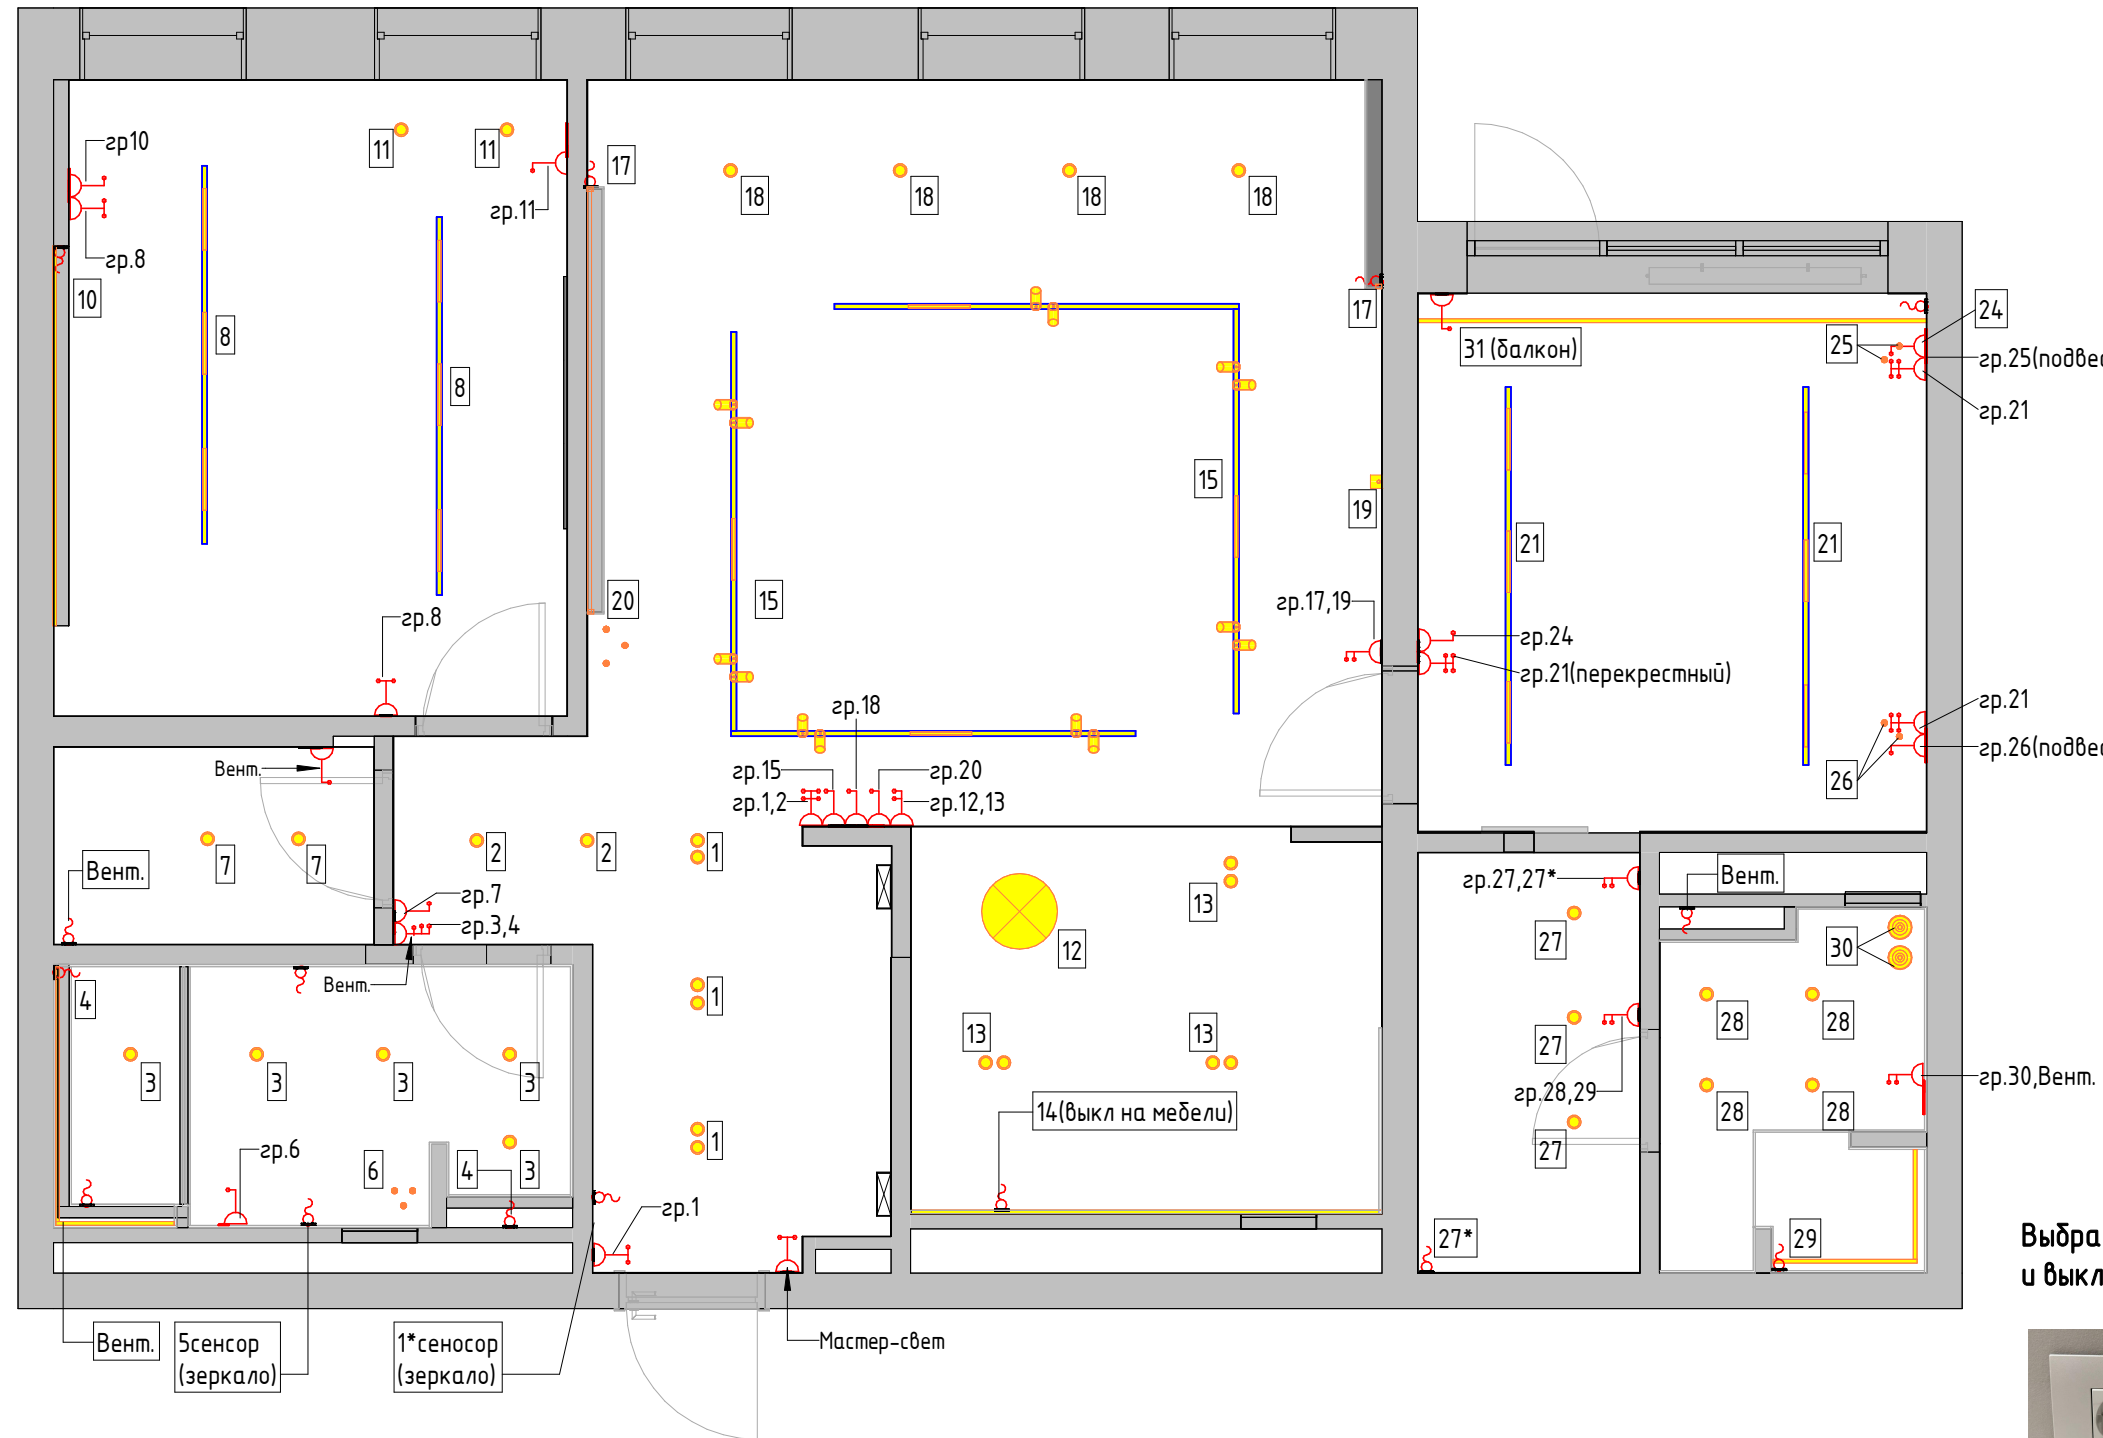 гр10
11
11
гр.11
17
18
18
18
18
гр.8
10
8
8
17
24
31 (балкон)
25
гр.25(подвес
гр.21
15
19
21
21
20
15
гр.17,19
гр.8
гр.24
гр.21(перекрестный)
гр.18
гр.21
гр.26(подвес
26
Вент.
гр.15
гр.20
гр.1,2
гр.12,13
7
7
2
2
1
Вент.
гр.7
гр.3,4
Вент.
12
13
гр.27,27*
Вент.
27
30
4
1
13
13
27
28
28
3
3
3
3
14(выкл на мебели)
гр.28,29
28
28
гр.30,Вент.
гр.6
6
4
3
1
27
гр.1
27*
29
Выбра
и выкл
Вент.
5сенсор
(зеркало)
1*сеносор
(зеркало)
Мастер-свет